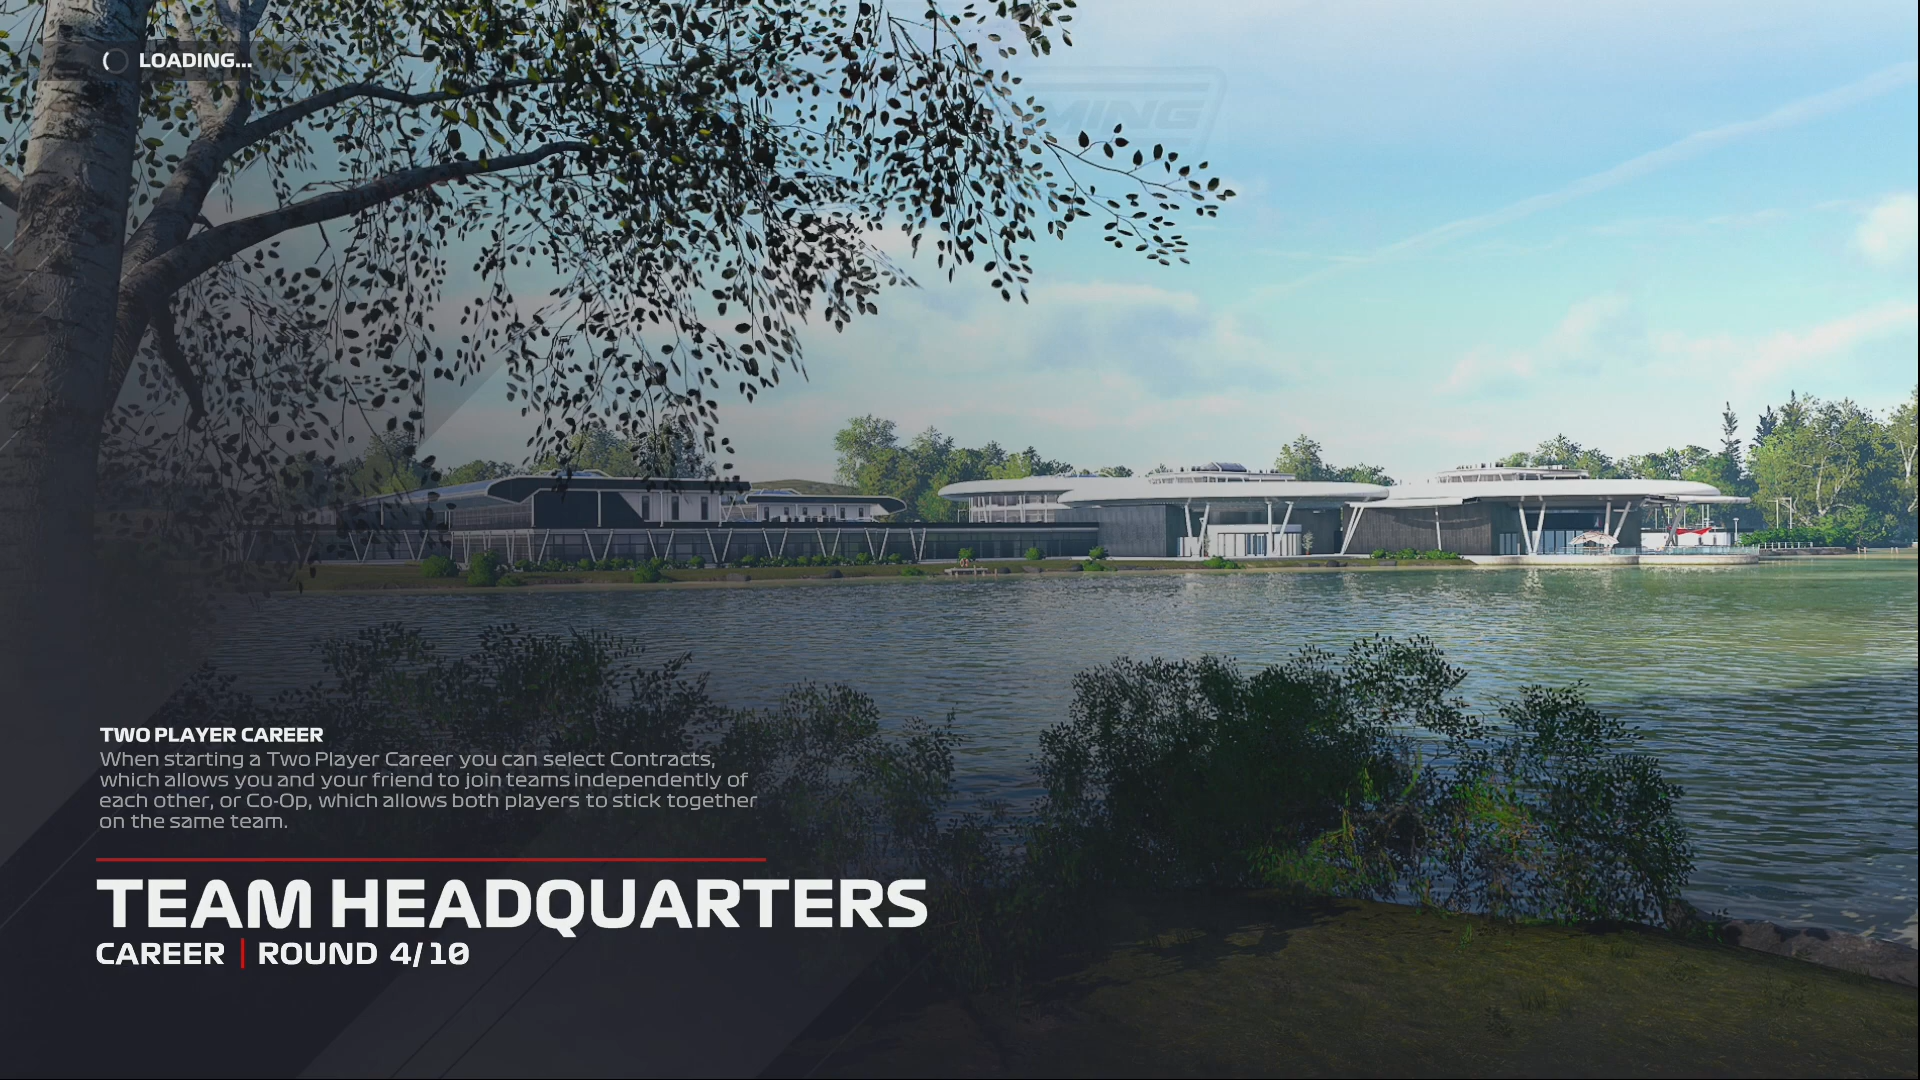 LOADING...
MING
TWO PLAYER CAREER
When starting a Two Player Career you can select Contracts,
which allows you and your friend to join teams independently of
each other, or Co-Op, which allows both players to stick together
on the same team.
TEAM HEADQUARTERS
CAREER | ROUND 4/10